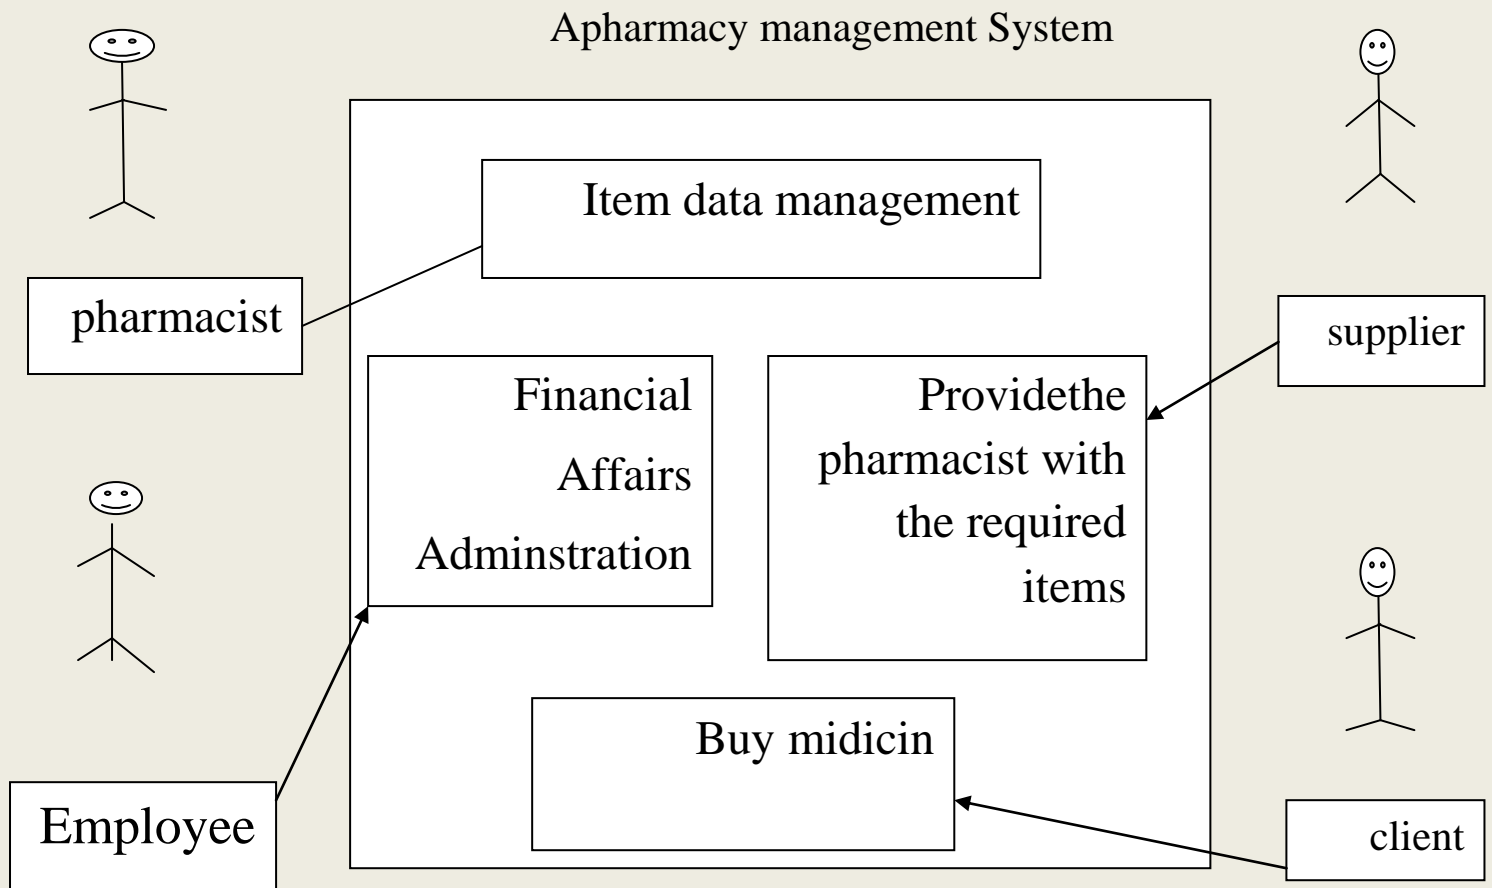 Apharmacy management System
Item data management
pharmacist
supplier
Financial
Affairs
Adminstration
Providethe
pharmacist with
the required
items
Buy midicin
Employee
client